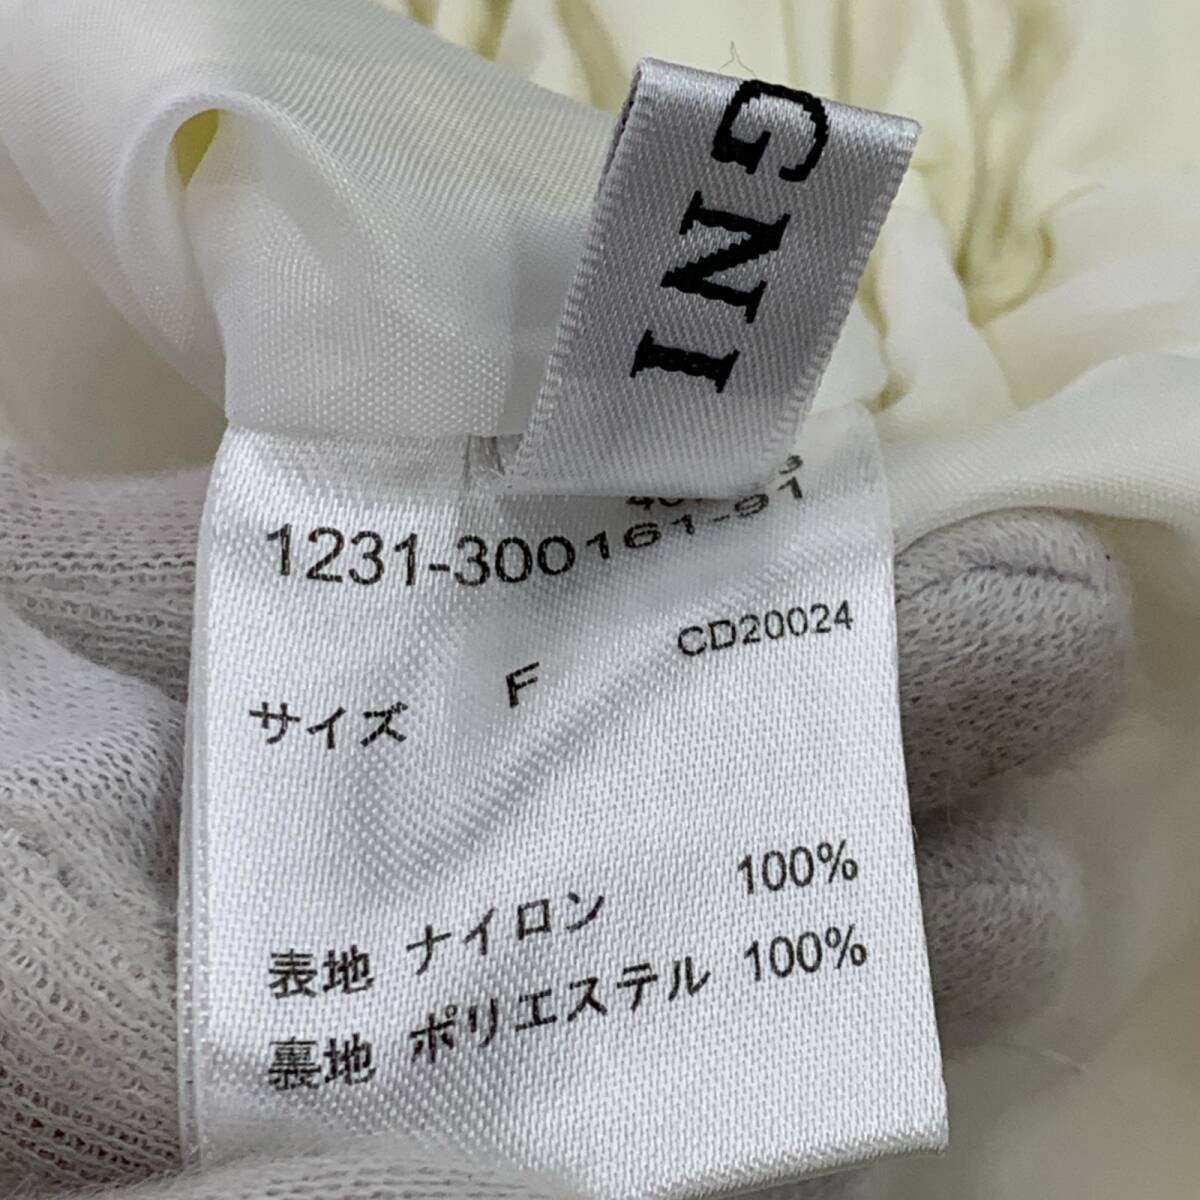 GNI
1231-300161-91
CD20024
サイズ F
表地 ナイロン 100%
裏地 ポリエステル 100%